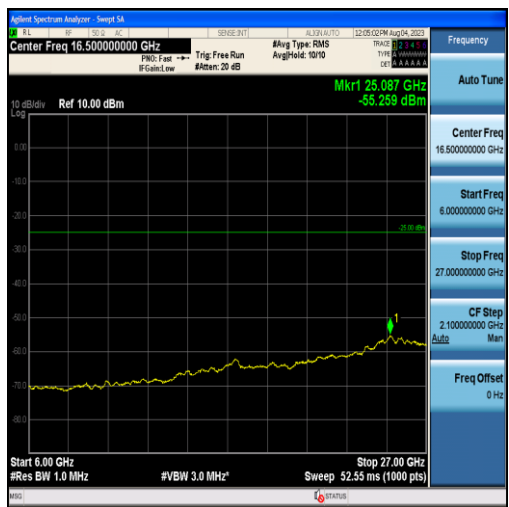 Agilent Spectrum Analyzer - Swept SA
RL RF 50 Ω AC SENSE:INT ALIGN AUTO 12:05:02 PM Aug 04, 2023
Center Freq 16.500000000 GHz
PNO: Fast
IFGain:Low
Trig: Free Run
#Atten: 20 dB
#Avg Type: RMS
Avg|Hold: 10/10
TRACE 1 2 3 4 5 6
TYPE A
DET A A A A A A
Mkr1 25.087 GHz
-55.259 dBm
10 dB/div Ref 10.00 dBm
Log
0.00
-10.0
-20.0
-25.00 dBm
-30.0
-40.0
1
-50.0
-60.0
-70.0
-80.0
Start 6.00 GHz Stop 27.00 GHz
#Res BW 1.0 MHz #VBW 3.0 MHz* Sweep 52.55 ms (1000 pts)
MSG STATUS
Frequency
Auto Tune
Center Freq
16.500000000 GHz
Start Freq
6.000000000 GHz
Stop Freq
27.000000000 GHz
CF Step
2.100000000 GHz
Auto Man
Freq Offset
0 Hz